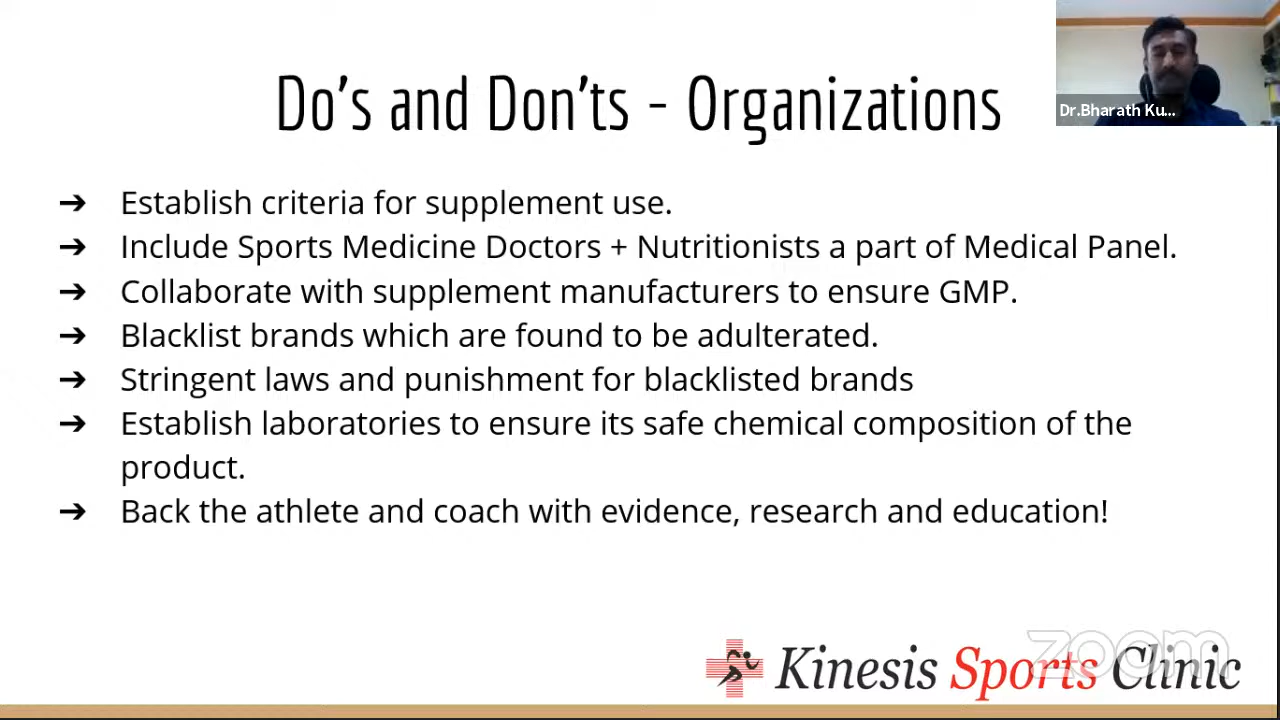 Do's and Don'ts - Organizations
Dr.Bharath Ku...
➔ Establish criteria for supplement use.
➔ Include Sports Medicine Doctors + Nutritionists a part of Medical Panel.
➔ Collaborate with supplement manufacturers to ensure GMP.
➔ Blacklist brands which are found to be adulterated.
➔ Stringent laws and punishment for blacklisted brands
➔ Establish laboratories to ensure its safe chemical composition of the
product.
➔ Back the athlete and coach with evidence, research and education!
zoom
Kinesis Sports Clinic